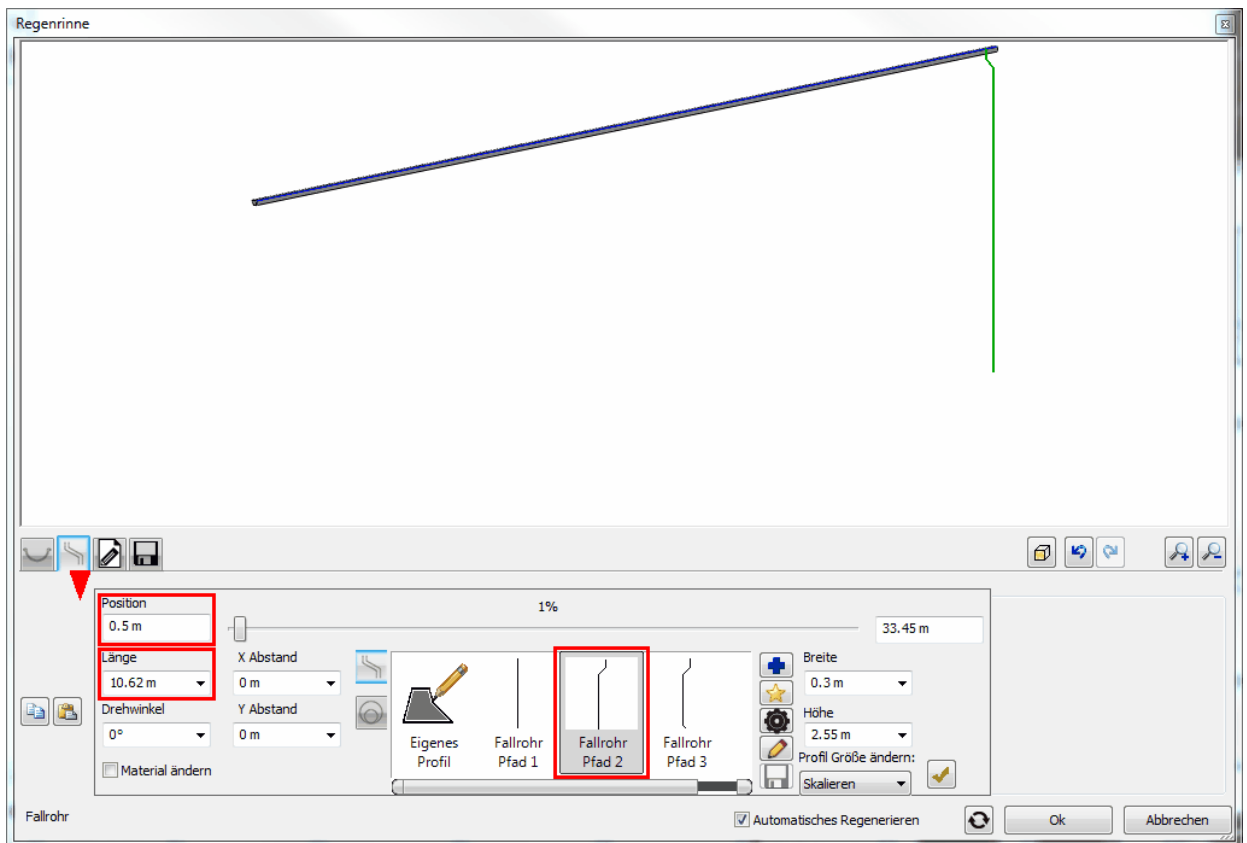 Regenrinne
Position
1%
0.5 m
33.45 m
Länge
X Abstand
Breite
10.62 m
0 m
0.3 m
Drehwinkel
Y Abstand
Höhe
0°
0 m
2.55 m
Eigenes
Profil
Fallrohr
Pfad 1
Fallrohr
Pfad 2
Fallrohr
Pfad 3
Profil Größe ändern:
Material ändern
Skalieren
Fallrohr
Automatisches Regenerieren
Ok
Abbrechen